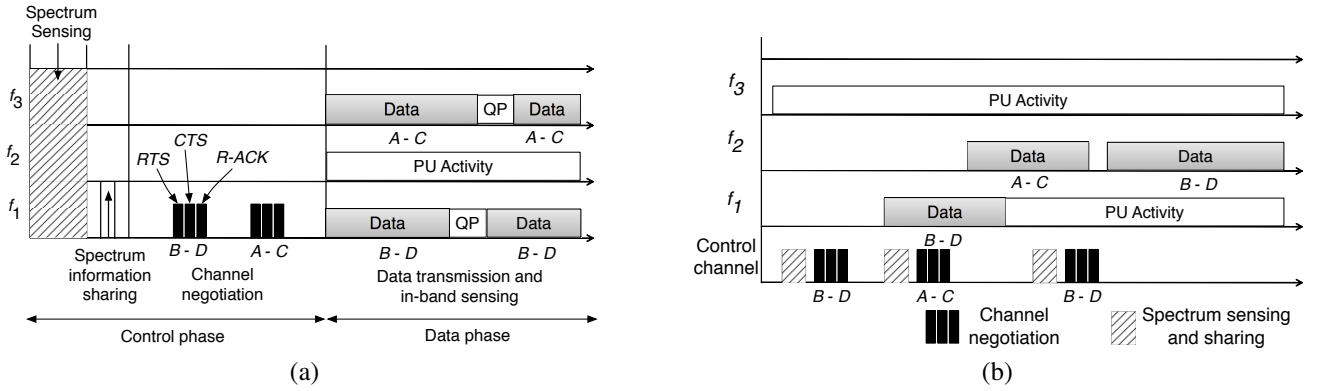 Spectrum
Sensing
f3
Data
QP
Data
A - C
A - C
f2
CTS
RTS
R-ACK
PU Activity
f1
Data
QP
Data
B - D
A - C
B - D
B - D
Spectrum
information
sharing
Channel
negotiation
Data transmission and
in-band sensing
Control phase
Data phase
(a)
f3
PU Activity
f2
Data
Data
A - C
B - D
f1
Data
PU Activity
B - D
Control
channel
B - D
A - C
B - D
Channel
negotiation
Spectrum sensing
and sharing
(b)